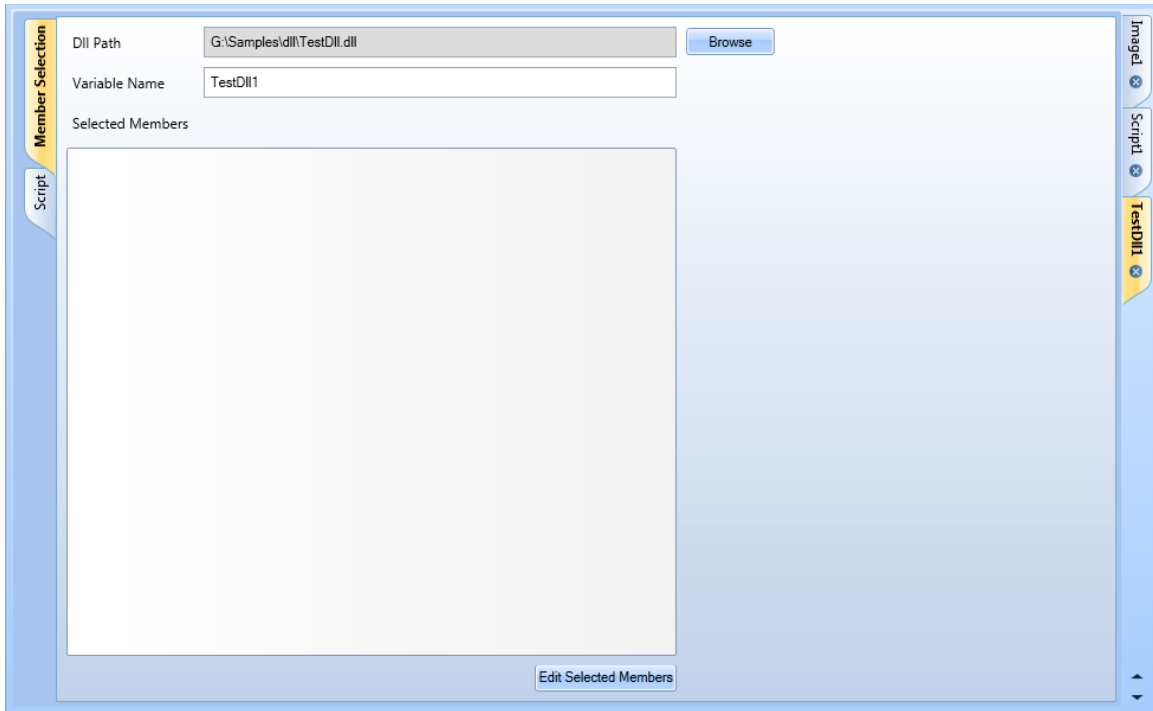 Member Selection
Script
Dll Path
G:\Samples\dll\TestDll.dll
Browse
Variable Name
TestDll1
Selected Members
Edit Selected Members
Image1
Script1
TestDll1